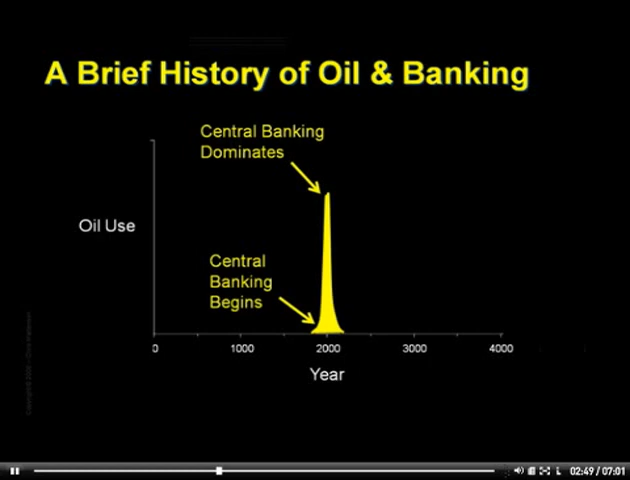 A Brief History of Oil & Banking
Central Banking
Dominates
Oil Use
Central
Banking
Begins
0
1000
2000
3000
4000
Year
02:49 / 07:01